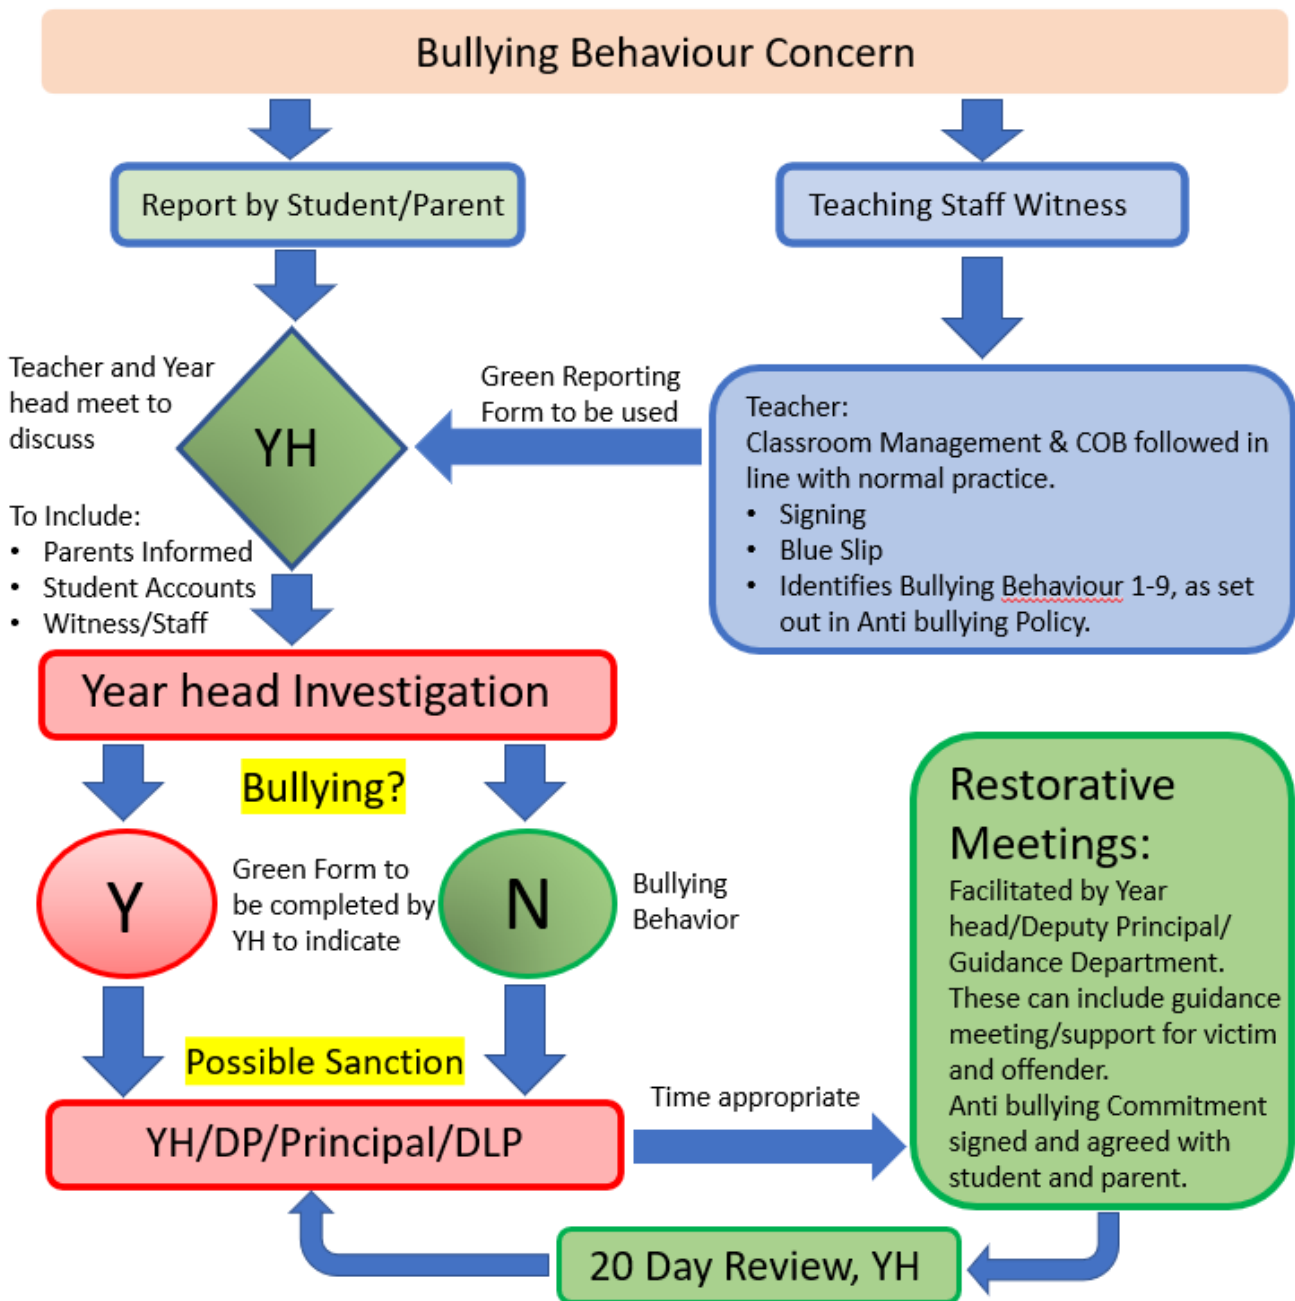 Bullying Behaviour Concern
Report by Student/Parent
Teaching Staff Witness
Teacher and Year
head meet to
discuss
YH
Green Reporting
Form to be used
Teacher:
Classroom Management & COB followed in
line with normal practice.
• Signing
• Blue Slip
• Identifies Bullying Behaviour 1-9, as set
out in Anti bullying Policy.
To Include:
• Parents Informed
• Student Accounts
• Witness/Staff
Year head Investigation
Bullying?
Y
Green Form to
be completed by
YH to indicate
N
Bullying
Behavior
Possible Sanction
YH/DP/Principal/DLP
Time appropriate
Restorative
Meetings:
Facilitated by Year
head/Deputy Principal/
Guidance Department.
These can include guidance
meeting/support for victim
and offender.
Anti bullying Commitment
signed and agreed with
student and parent.
20 Day Review, YH